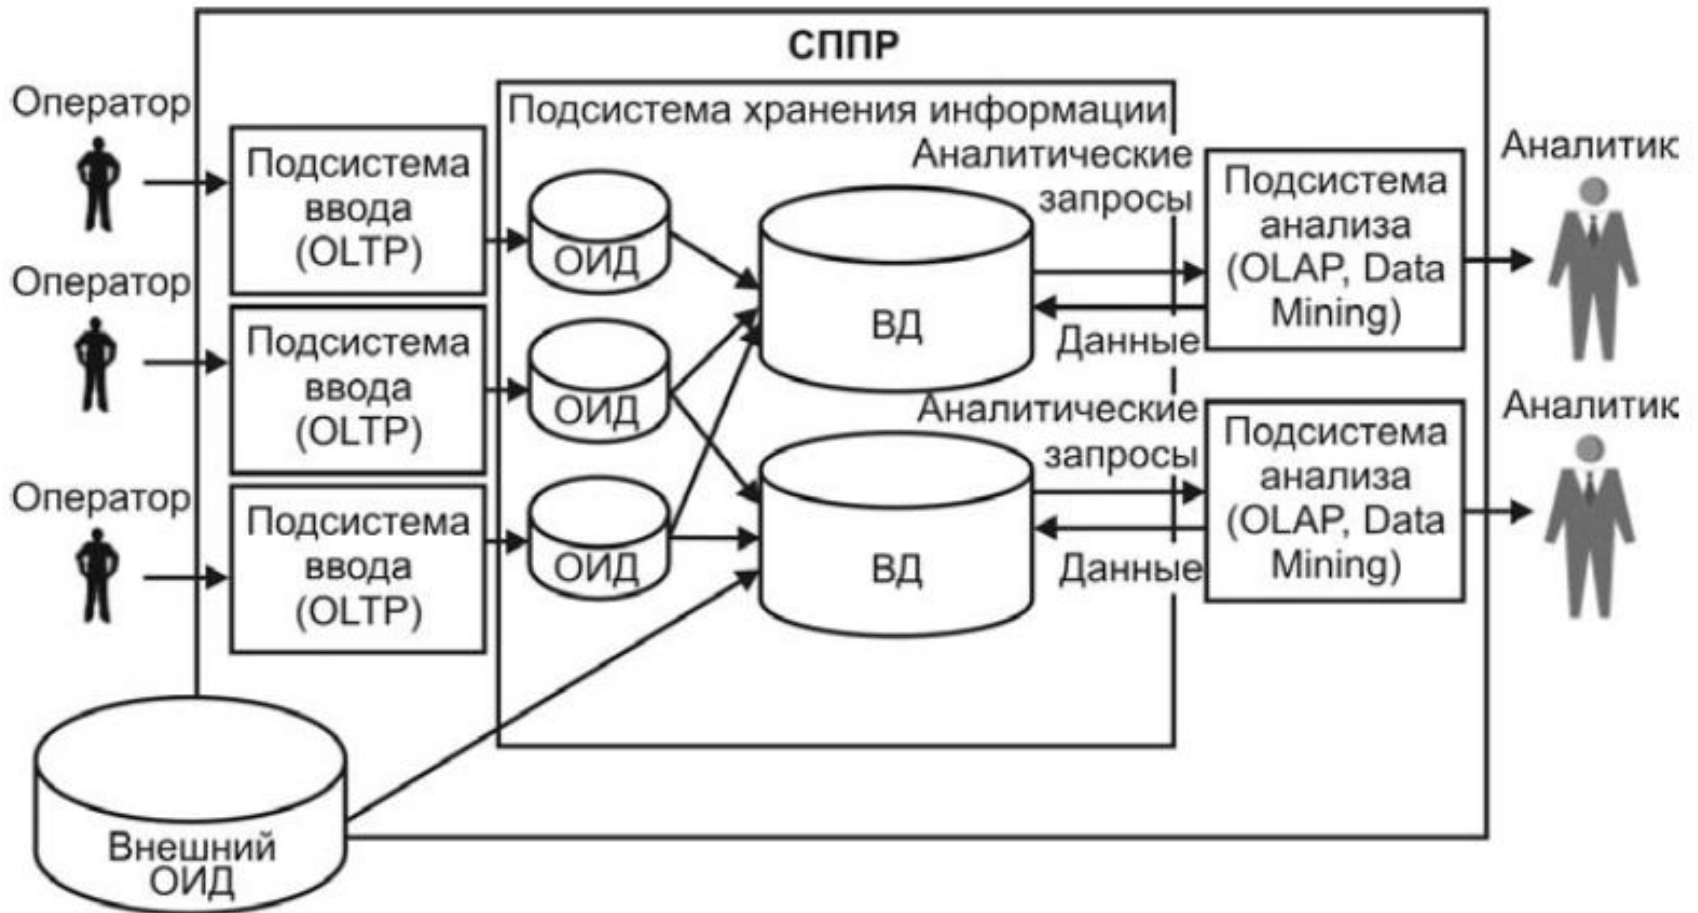 СППР
Оператор
Подсистема
ввода
(OLTP)
Оператор
Подсистема
ввода
(OLTP)
Оператор
Подсистема
ввода
(OLTP)
Подсистема хранения информации
ОИД
ОИД
ОИД
ВД
ВД
Аналитические
запросы
Данные
Аналитические
запросы
Данные
Подсистема
анализа
(OLAP, Data
Mining)
Подсистема
анализа
(OLAP, Data
Mining)
Аналитик
Аналитик
Внешний
ОИД